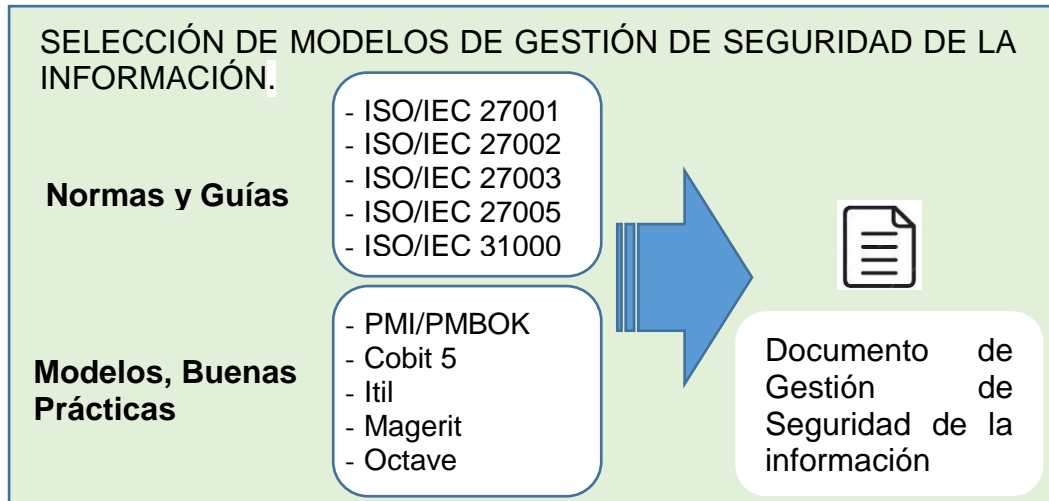 SELECCIÓN DE MODELOS DE GESTIÓN DE SEGURIDAD DE LA
INFORMACIÓN.
Normas y Guías
- ISO/IEC 27001
- ISO/IEC 27002
- ISO/IEC 27003
- ISO/IEC 27005
- ISO/IEC 31000
Modelos, Buenas
Prácticas
- PMI/PMBOK
- Cobit 5
- Itil
- Magerit
- Octave
Documento de
Gestión de
Seguridad de la
información